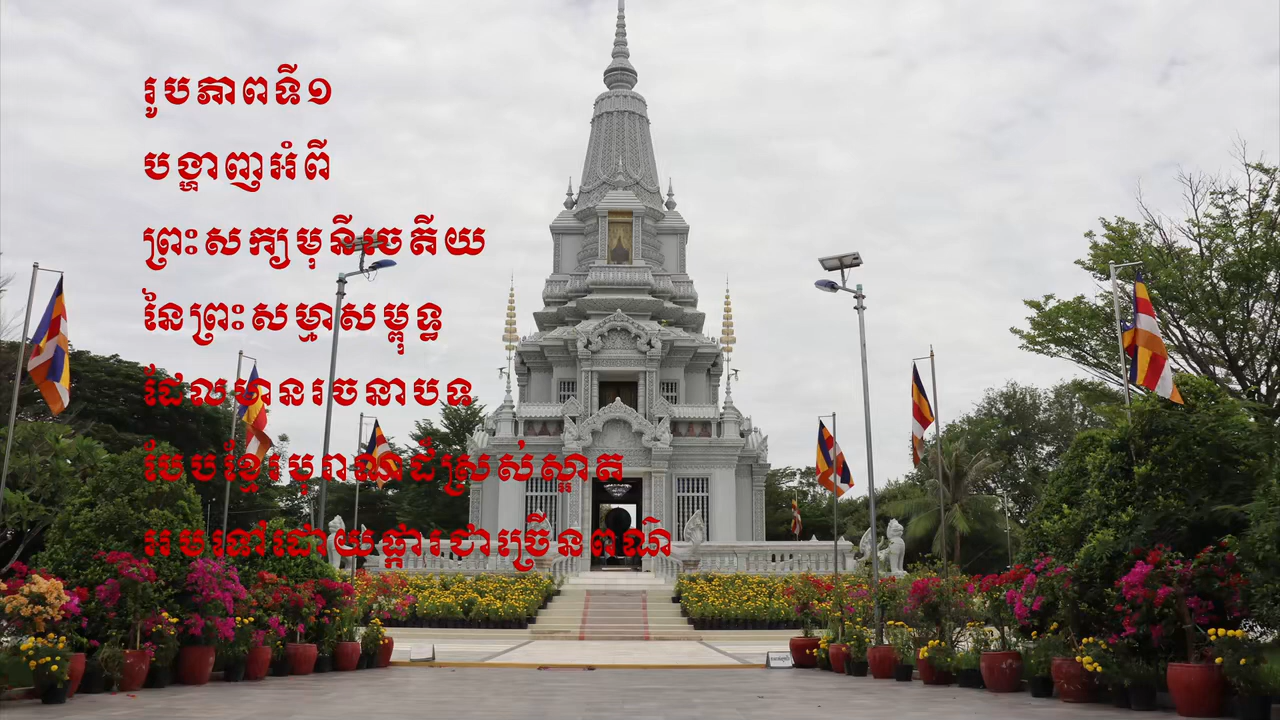 រូបភាពទី១
បង្ហាញអំពី
ព្រះសក្យមុនីចេតីយ
នៃព្រះសម្មាសម្ពុទ្ធ
ដែលមានរចនាបទ
បែបខ្មែរបុរាណដ៏ស្រស់ស្អាត
អមទៅដោយផ្ការជាច្រើនពណ៌